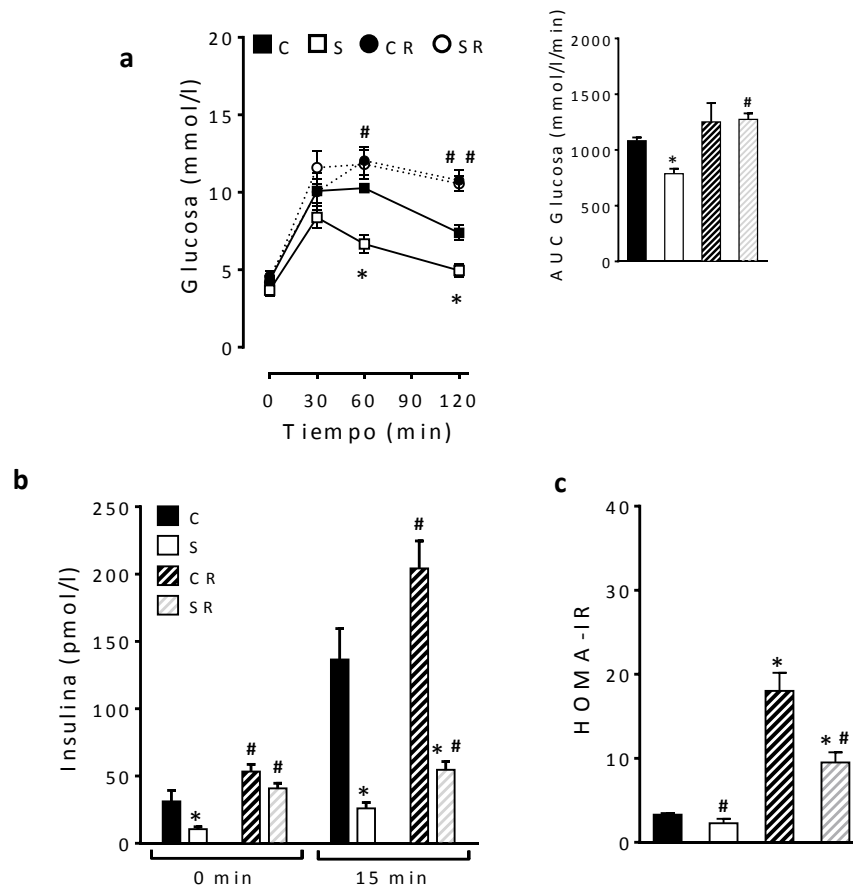 a
Glucosa (mmol/l)
20
15
10
5
0
C S CR SR
#
# #
*
*
0 30 60 90 120
Tiempo (min)
AUC Glucosa (mmol/l/min)
2000
1500
1000
500
0
*
#
b
Insulina (pmol/l)
250
200
150
100
50
0
C
S
CR
SR
*
#
#
*
#
* #
0 min 15 min
c
HOMA-IR
40
30
20
10
0
#
*
* #